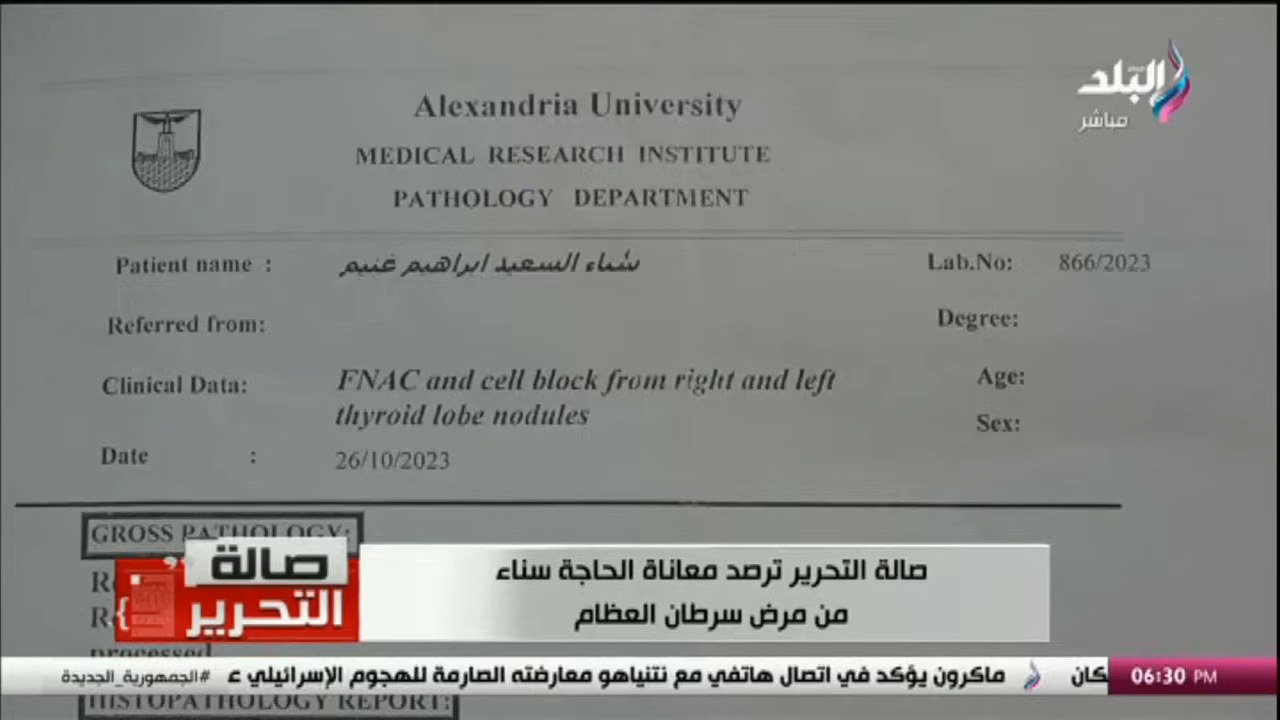 البلد
مباشر
Alexandria University
MEDICAL RESEARCH INSTITUTE
PATHOLOGY DEPARTMENT
Patient name : سناء السعيد ابراهيم غنيم Lab.No: 866/2023
Referred from: Degree:
Clinical Data: FNAC and cell block from right and left Age:
thyroid lobe nodules Sex:
Date : 26/10/2023
GROSS PATHOLOGY:
صالة
التحرير
صالة التحرير ترصد معاناة الحاجة سناء
من مرض سرطان العظام
processed
06:30 PM كان ماكرون يؤكد في اتصال هاتفي مع نتنياهو معارضته الصارمة للهجوم الإسرائيلي ع #الجمهورية_الجديدة
HISTOPATHOLOGY REPORT: